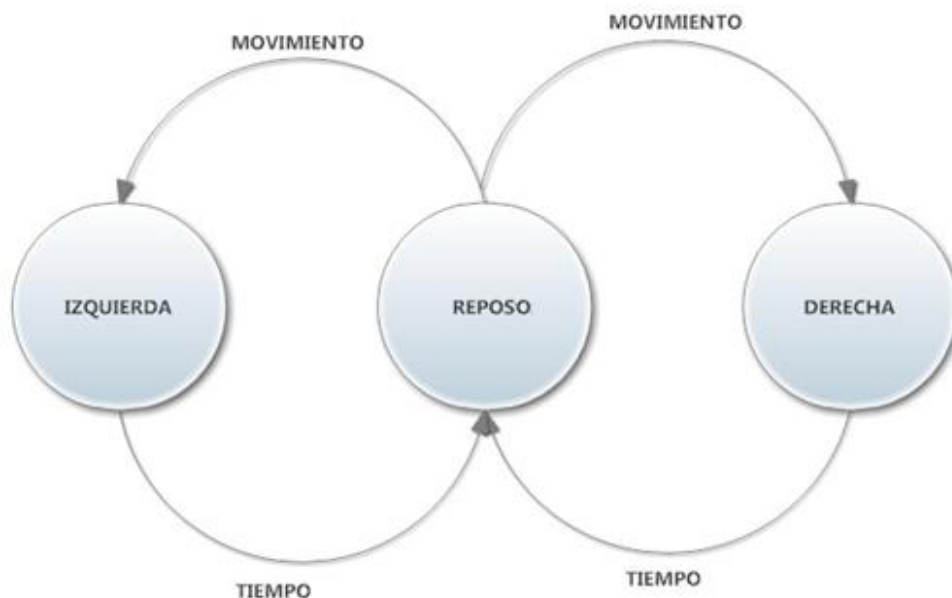 MOVIMIENTO
MOVIMIENTO
IZQUIERDA
REPOSO
DERECHA
TIEMPO
TIEMPO